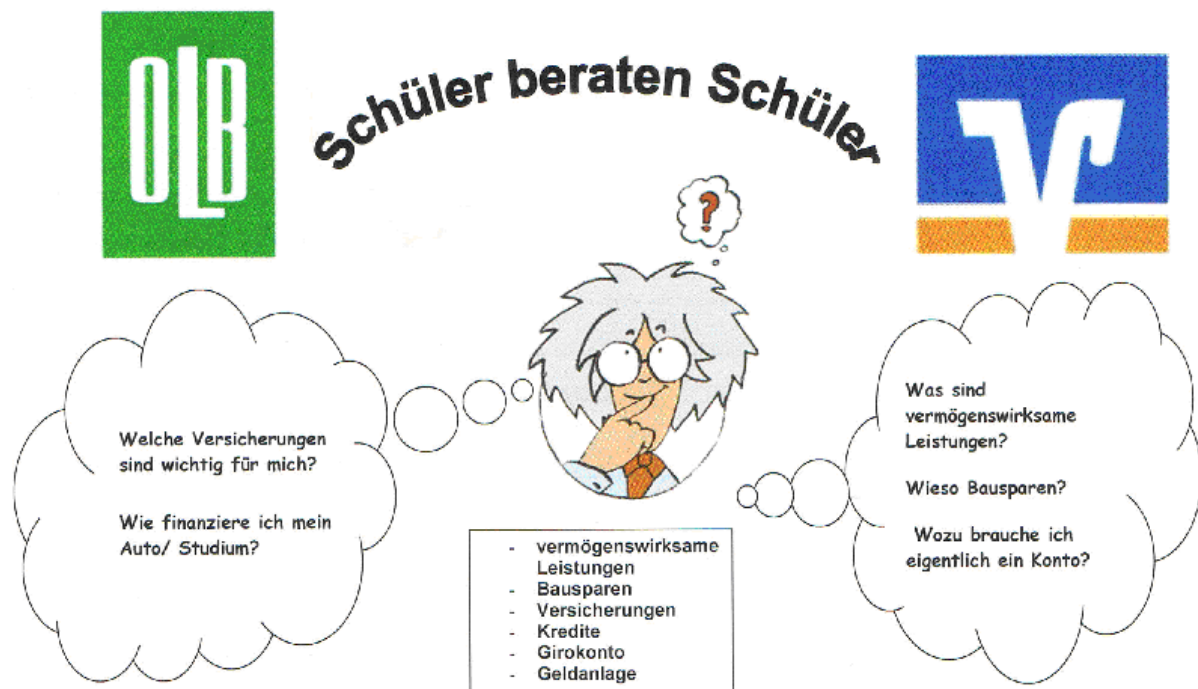 OLB
Schüler beraten Schüler
?
Welche Versicherungen
sind wichtig für mich?
Wie finanziere ich mein
Auto/ Studium?
Was sind
vermögenswirksame
Leistungen?
Wieso Bausparen?
Wozu brauche ich
eigentlich ein Konto?
- vermögenswirksame
Leistungen
- Bausparen
- Versicherungen
- Kredite
- Girokonto
- Geldanlage